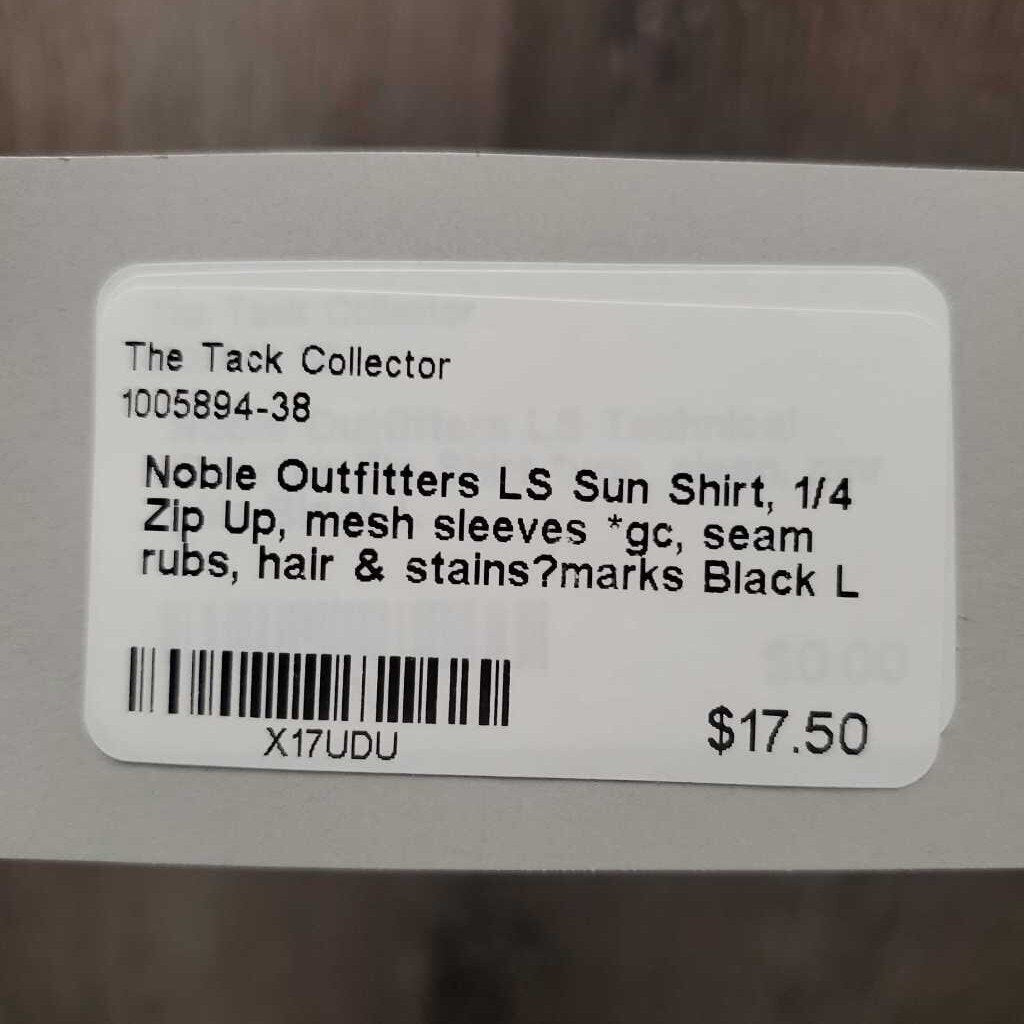 The Tack Collector
1005894-38
Noble Outfitters LS Sun Shirt, 1/4
Zip Up, mesh sleeves *gc, seam
rubs, hair & stains?marks Black L
X17UDU
$17.50